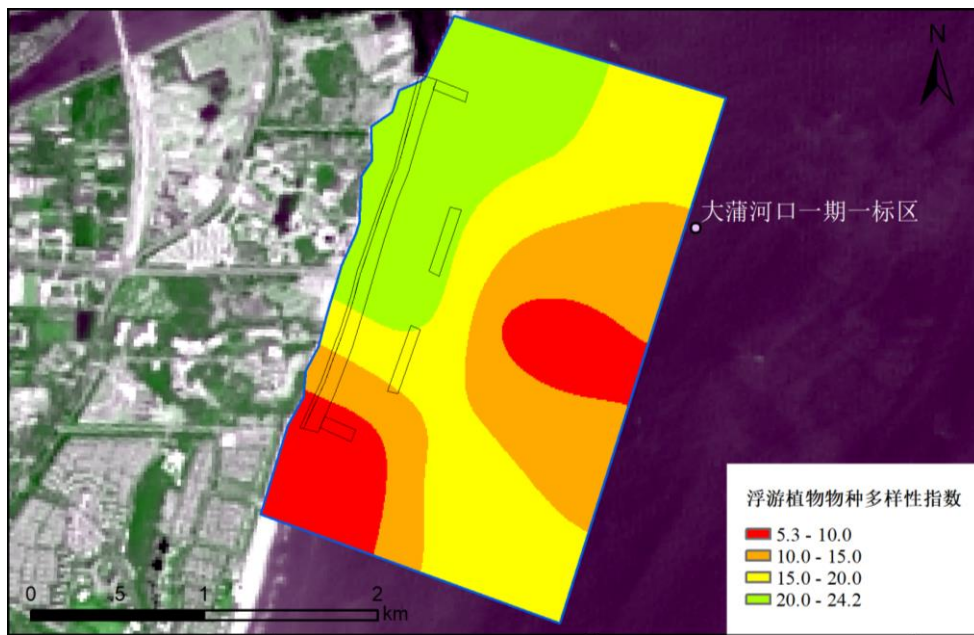 N
大蒲河口一期一标区
浮游植物物种多样性指数
5.3 - 10.0
10.0 - 15.0
15.0 - 20.0
20.0 - 24.2
0 .5 1 2
km